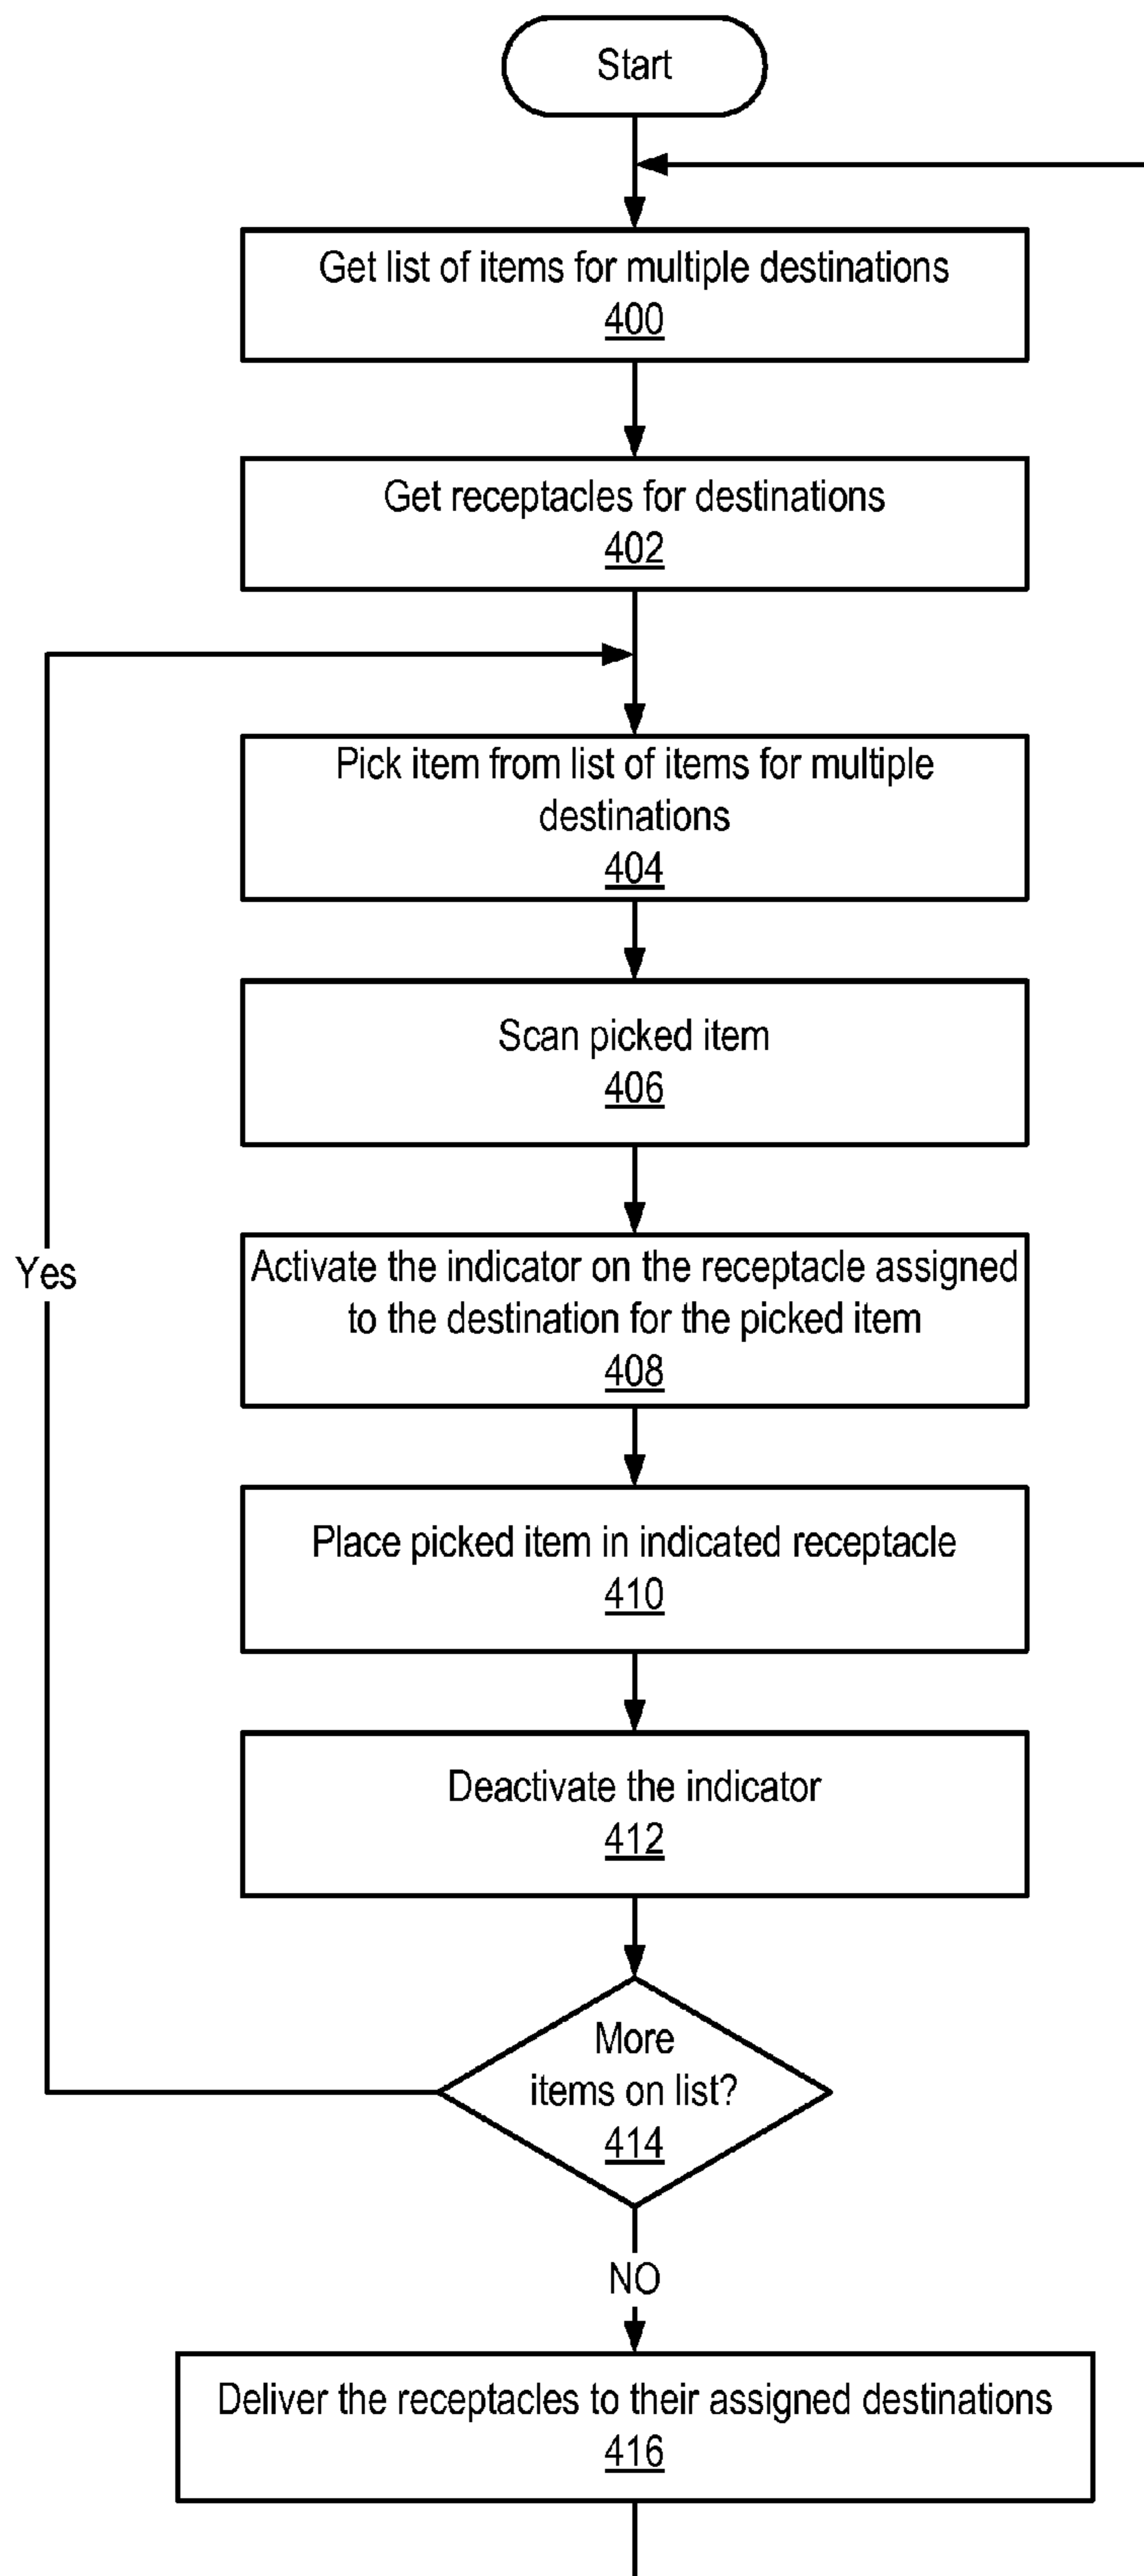 Start
Get list of items for multiple destinations
400
Get receptacles for destinations
402
Pick item from list of items for multiple
destinations
404
Scan picked item
406
Activate the indicator on the receptacle assigned
to the destination for the picked item
408
Yes
Place picked item in indicated receptacle
410
Deactivate the indicator
412
More
items on list?
414
NO
Deliver the receptacles to their assigned destinations
416